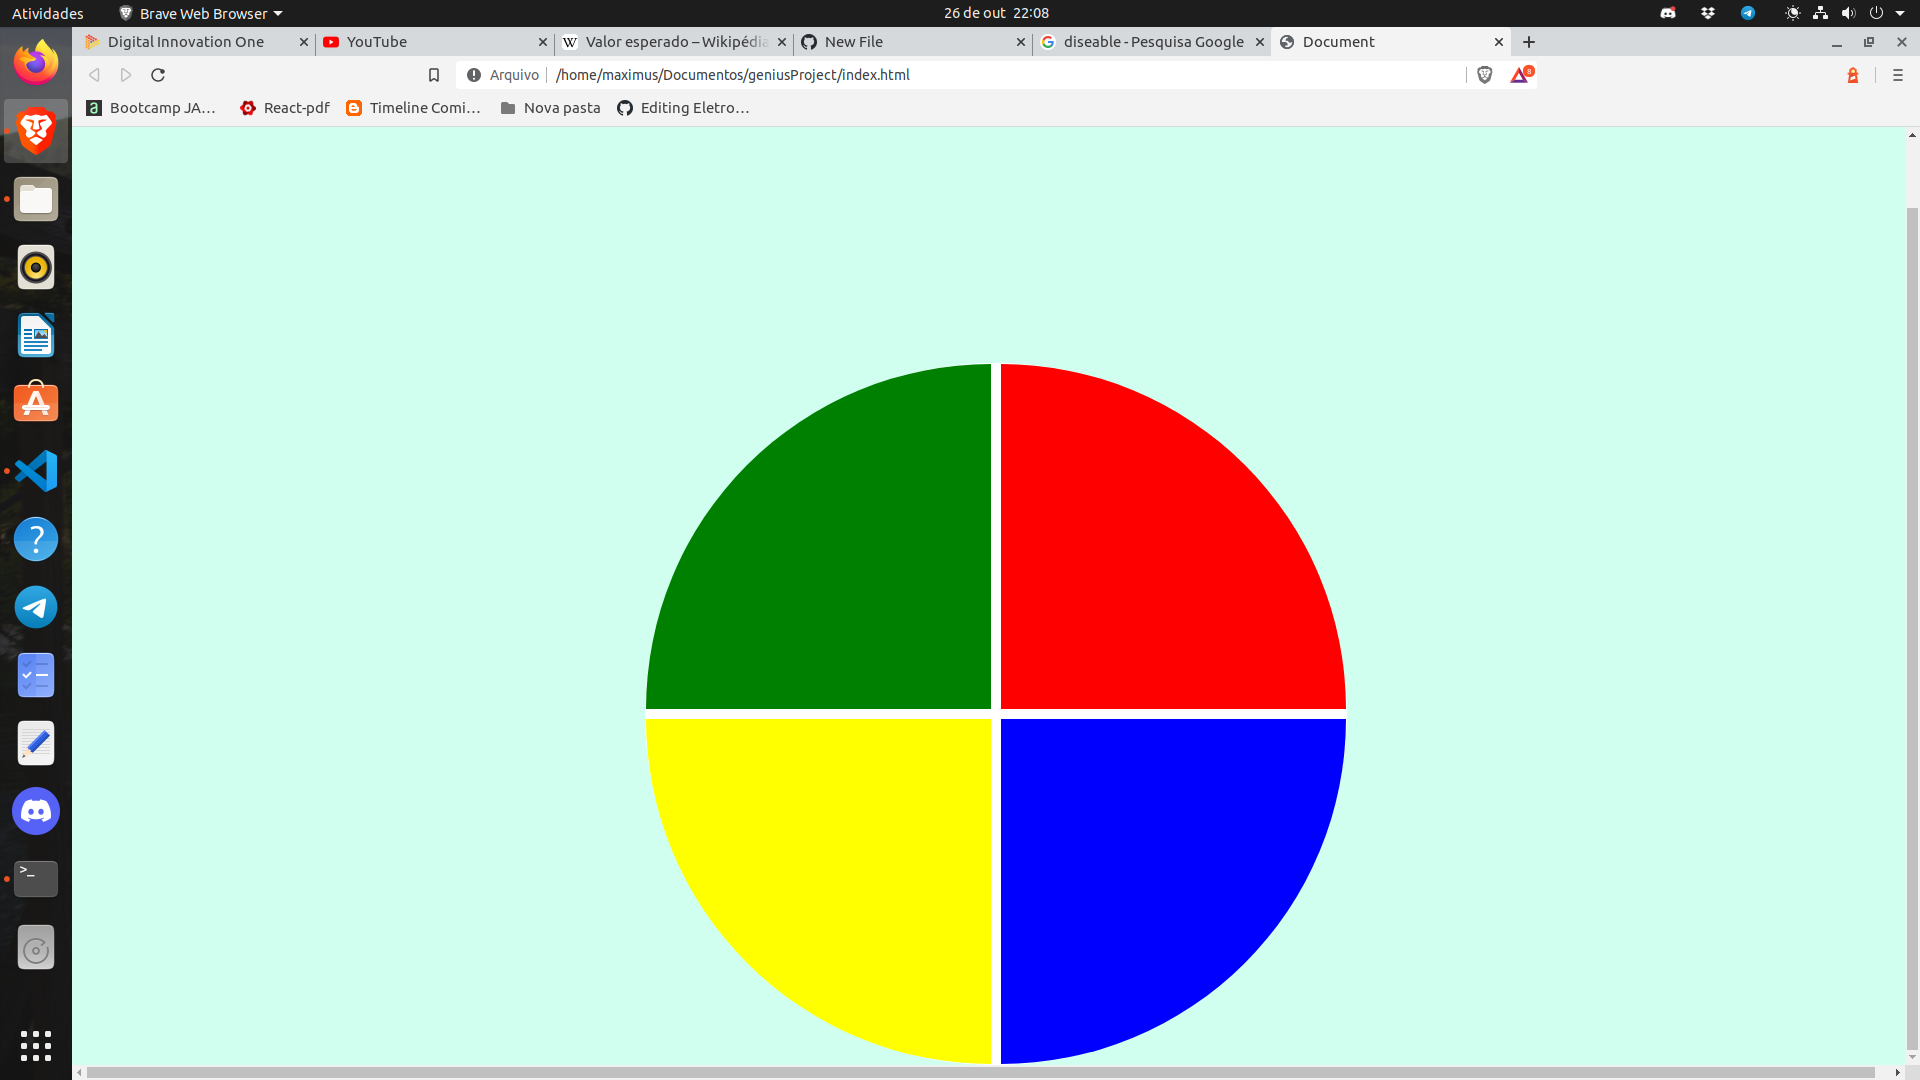 Atividades Brave Web Browser 26 de out 22:08
Digital Innovation One YouTube Valor esperado – Wikipédia New File diseable - Pesquisa Google Document
Arquivo /home/maximus/Documentos/geniusProject/index.html 8
Bootcamp JA... React-pdf Timeline Comi... Nova pasta Editing Eletro...